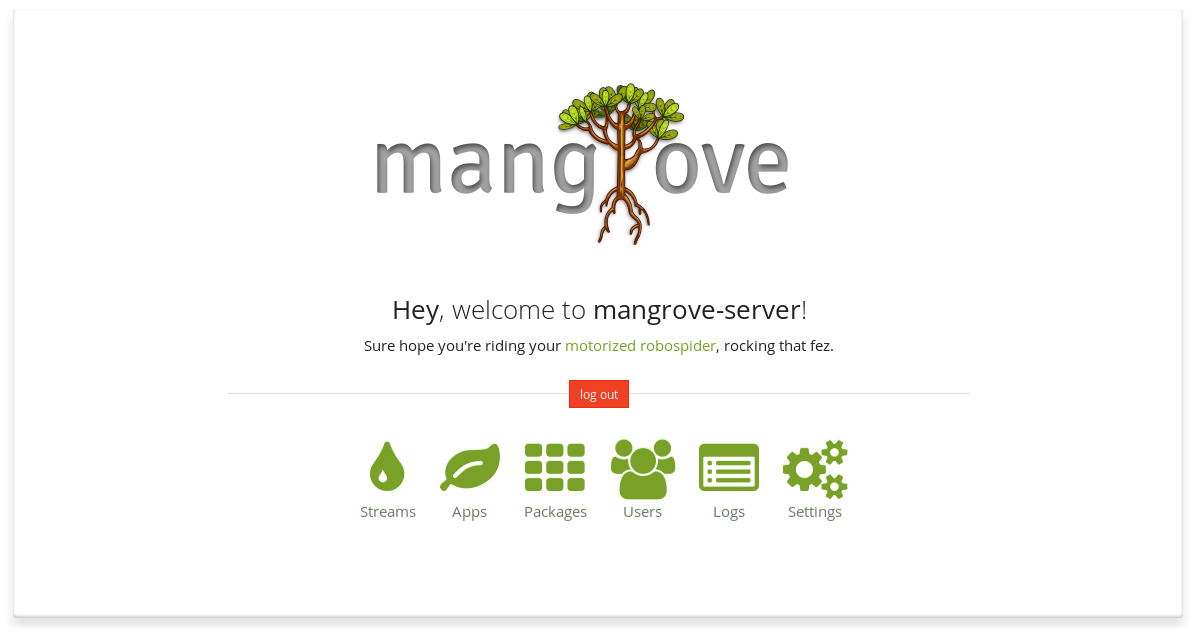 mangrove
Hey, welcome to mangrove-server!
Sure hope you're riding your motorized robospider, rocking that fez.
log out
Streams Apps Packages Users Logs Settings